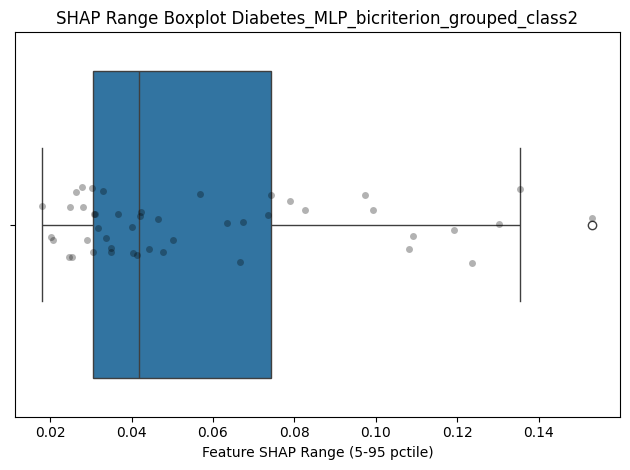 SHAP Range Boxplot Diabetes_MLP_bicriterion_grouped_class2
0.02 0.04 0.06 0.08 0.10 0.12 0.14
Feature SHAP Range (5-95 pctile)